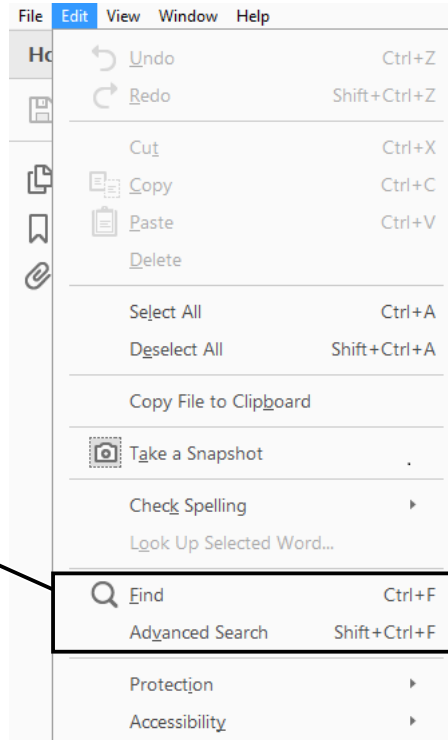 File Edit View Window Help
Hc
Undo Ctrl+Z
Redo Shift+Ctrl+Z
Cut Ctrl+X
Copy Ctrl+C
Paste Ctrl+V
Delete
Select All Ctrl+A
Deselect All Shift+Ctrl+A
Copy File to Clipboard
Take a Snapshot
Check Spelling
Look Up Selected Word...
Find Ctrl+F
Advanced Search Shift+Ctrl+F
Protection
Accessibility